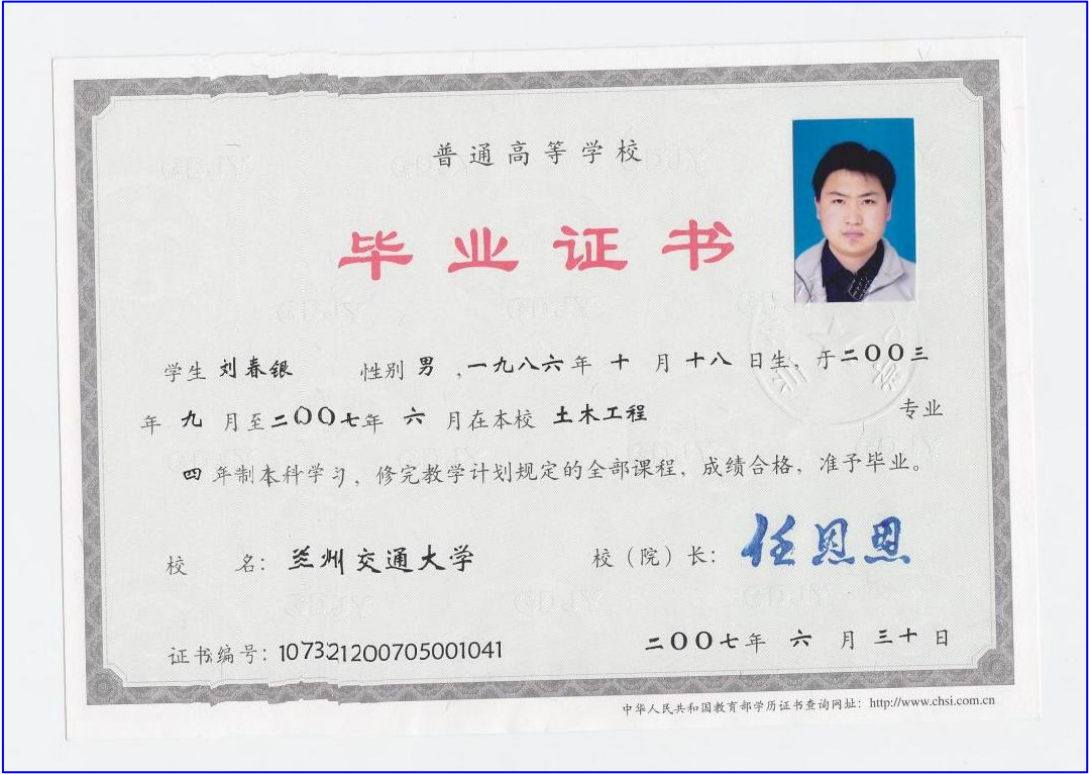 普通高等学校
毕业证书
学生 刘春银 性别 男 ,一九八六年 十 月 十八 日生, 于二00三
年 九 月至二00七年 六 月在本校 土木工程 专业
四 年制本科学习, 修完教学计划规定的全部课程, 成绩合格, 准予毕业。
校 名: 兰州交通大学 校(院)长: 任恩恩
证书编号: 107321200705001041 二00七年 六 月 三十 日
中华人民共和国教育部学历证书查询网址: http://www.chsi.com.cn